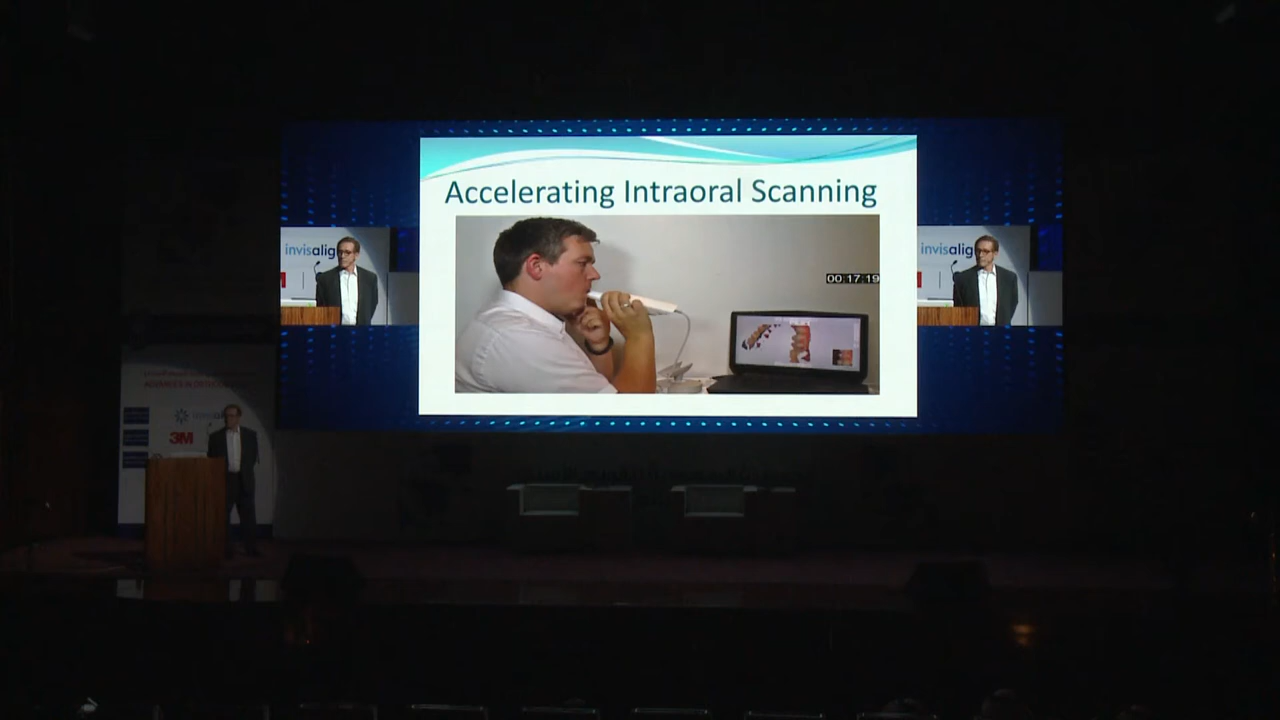 Accelerating Intraoral Scanning
invisalig
invisalig
00 17 19
3M